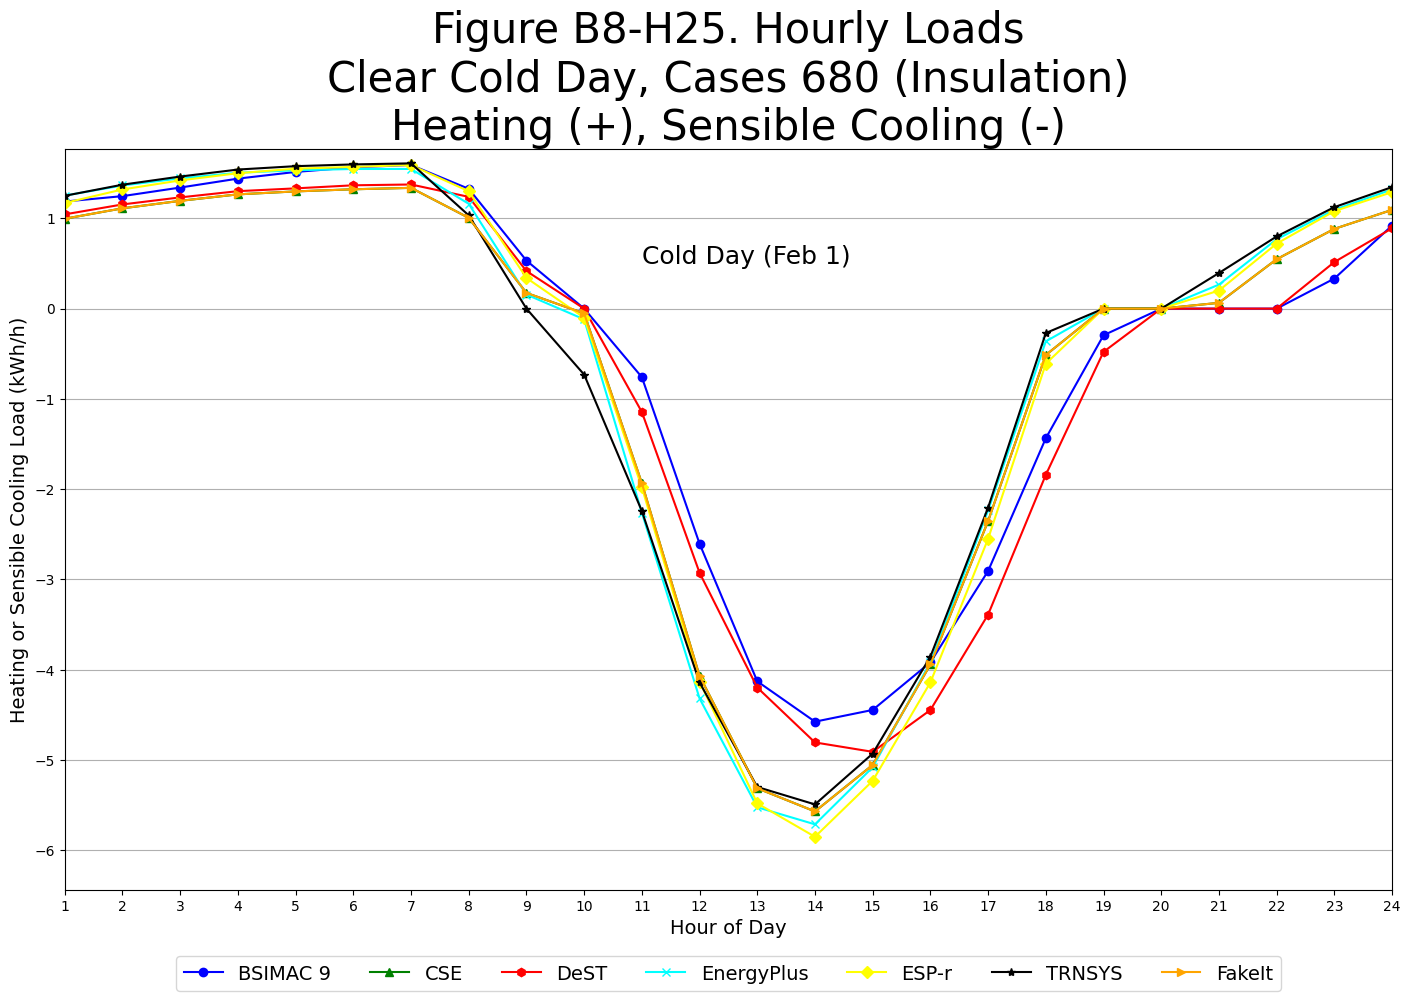 Figure B8-H25. Hourly Loads
Clear Cold Day, Cases 680 (Insulation)
Heating (+), Sensible Cooling (-)
Heating or Sensible Cooling Load (kWh/h)
1
0
−1
−2
−3
−4
−5
−6
Cold Day (Feb 1)
1 2 3 4 5 6 7 8 9 10 11 12 13 14 15 16 17 18 19 20 21 22 23 24
Hour of Day
BSIMAC 9 CSE DeST EnergyPlus ESP-r TRNSYS FakeIt